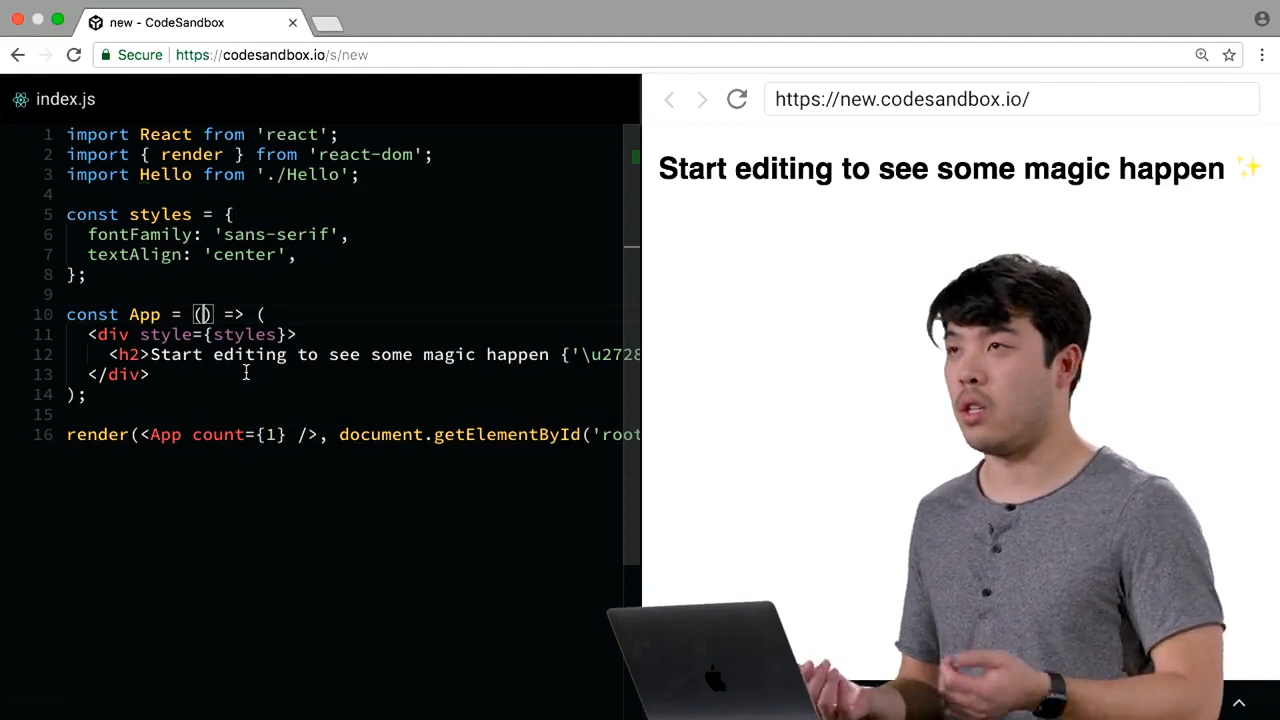 new - CodeSandbox
Secure https://codesandbox.io/s/new
index.js
1 import React from 'react';
2 import { render } from 'react-dom';
3 import Hello from './Hello';
4
5 const styles = {
6 fontFamily: 'sans-serif',
7 textAlign: 'center',
8 };
9
10 const App = () => (
11 <div style={styles}>
12 <h2>Start editing to see some magic happen {'\u2728
13 </div>
14 );
15
16 render(<App count={1} />, document.getElementById('root
https://new.codesandbox.io/
Start editing to see some magic happen ✨